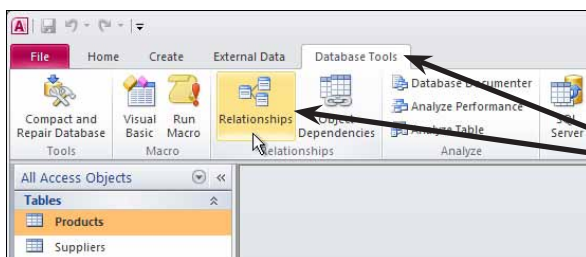 A
File Home Create External Data Database Tools
Compact and Repair Database
Visual Basic
Run Macro
Relationships
Object Dependencies
Database Documenter
Analyze Performance
Analyze Table
SQL Server
Tools Macro Relationships Analyze
All Access Objects
Tables
Products
Suppliers